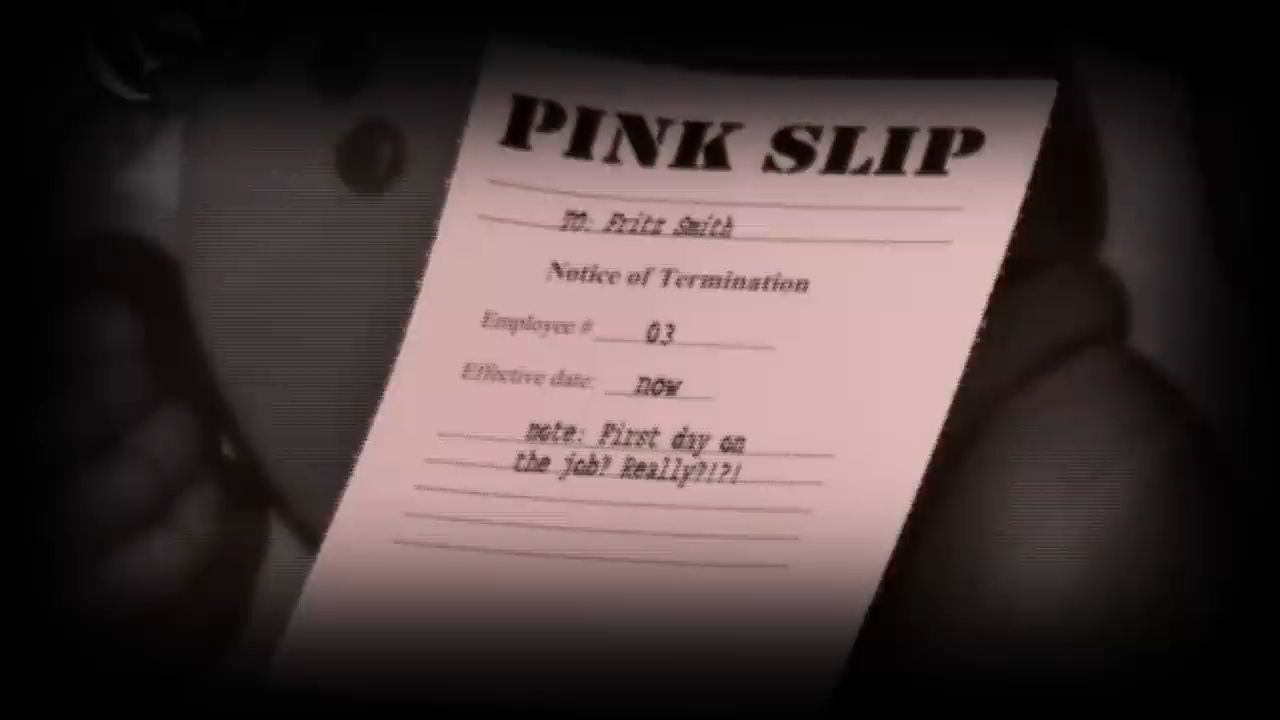 PINK SLIP
TO: Fritz Smith
Notice of Termination
Employee # 03
Effective date: now
note: First day on
the job? Really?!?!